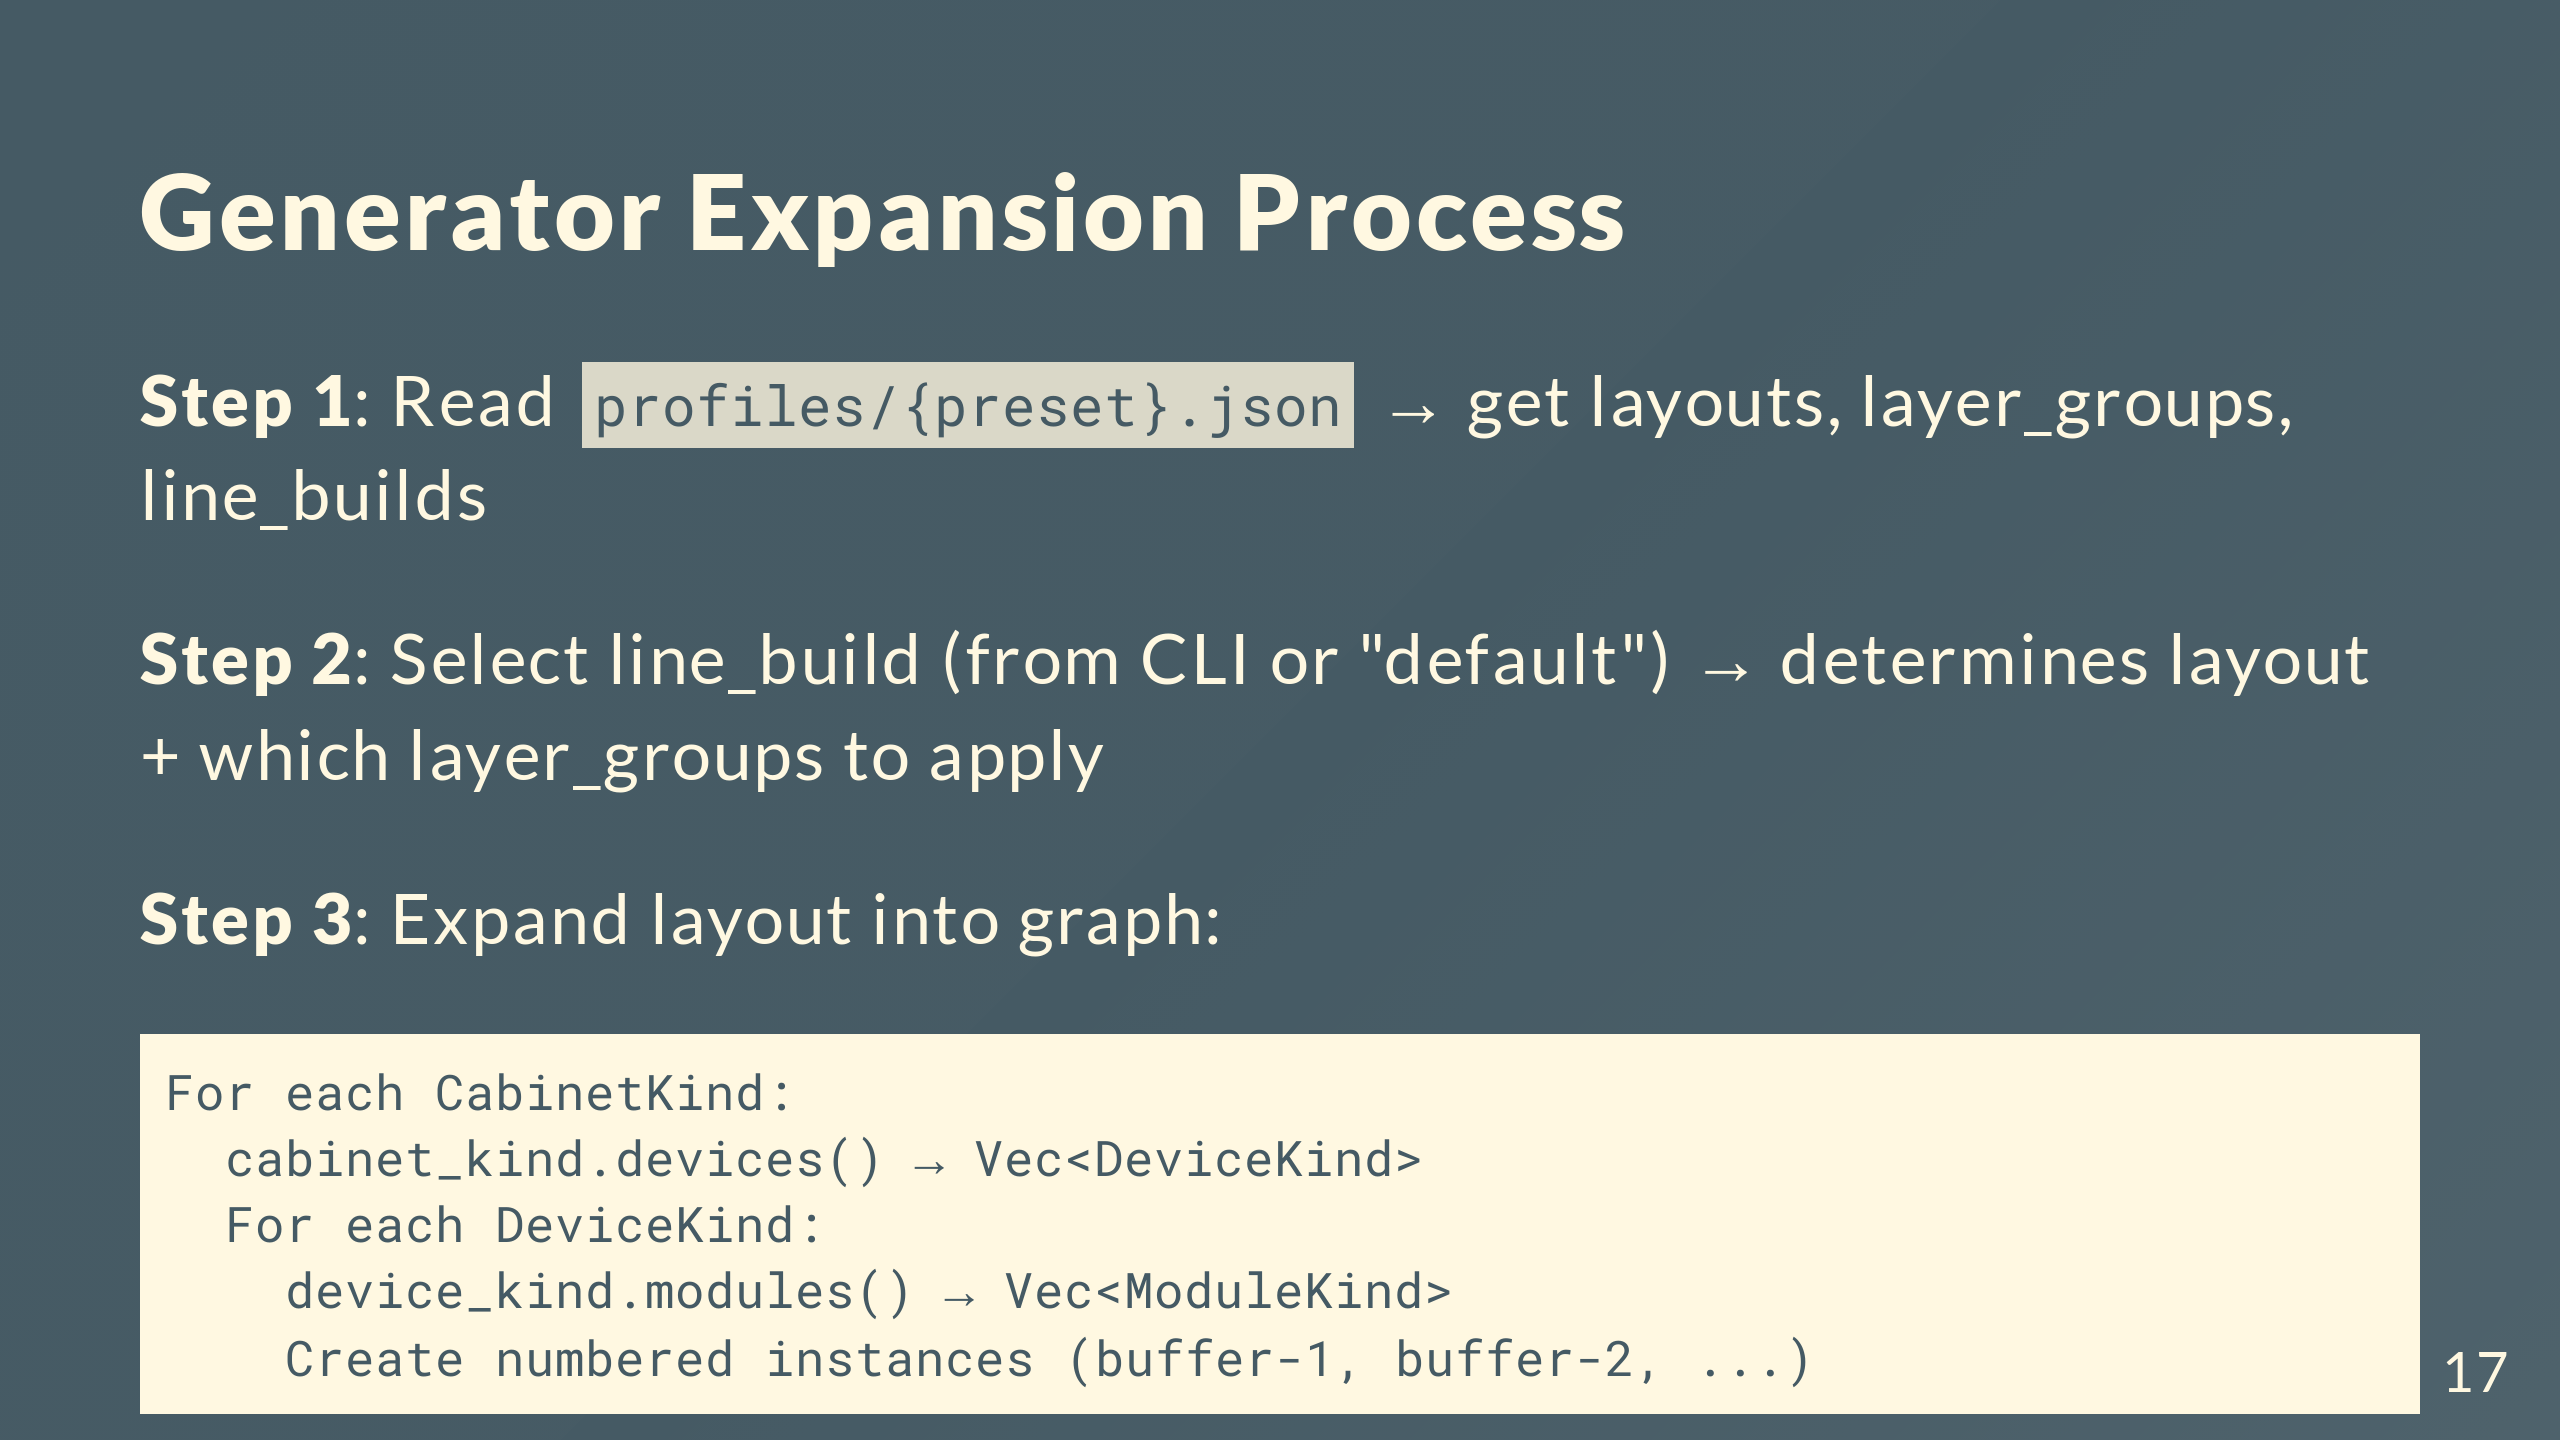 Generator Expansion Process
Step 1: Read profiles/{preset}.json → get layouts, layer_groups,
line_builds
Step 2: Select line_build (from CLI or "default") → determines layout
+ which layer_groups to apply
Step 3: Expand layout into graph:
For each CabinetKind:
  cabinet_kind.devices() → Vec<DeviceKind>
  For each DeviceKind:
    device_kind.modules() → Vec<ModuleKind>
    Create numbered instances (buffer-1, buffer-2, ...)
17